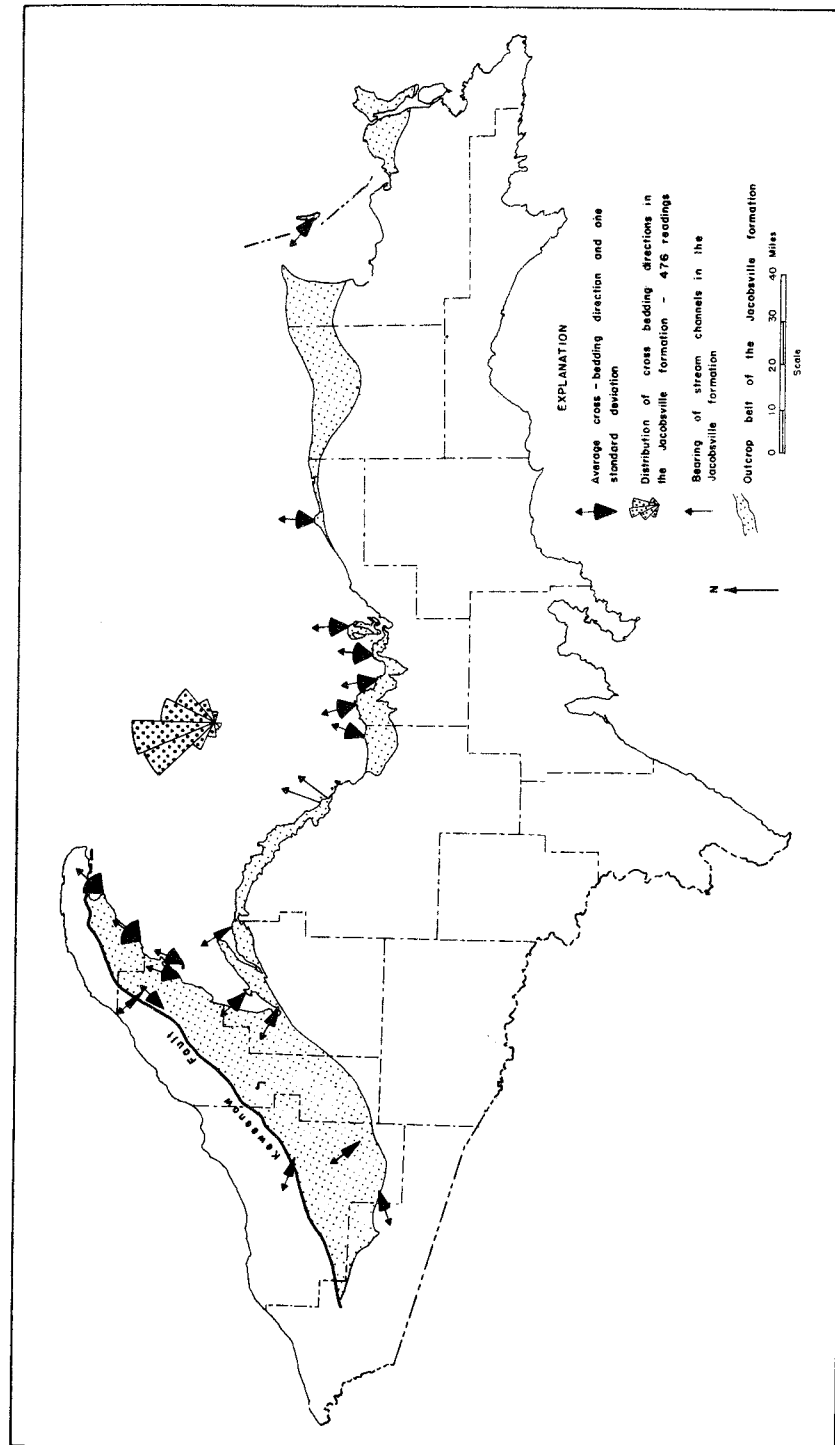 Keweenaw
Fault
EXPLANATION
Average cross-bedding direction and one
standard deviation
Distribution of cross bedding directions in
the Jacobsville formation - 476 readings
Bearing of stream channels in the
Jacobsville formation
Outcrop belt of the Jacobsville formation
0 10 20 30 40 Miles
Scale
N